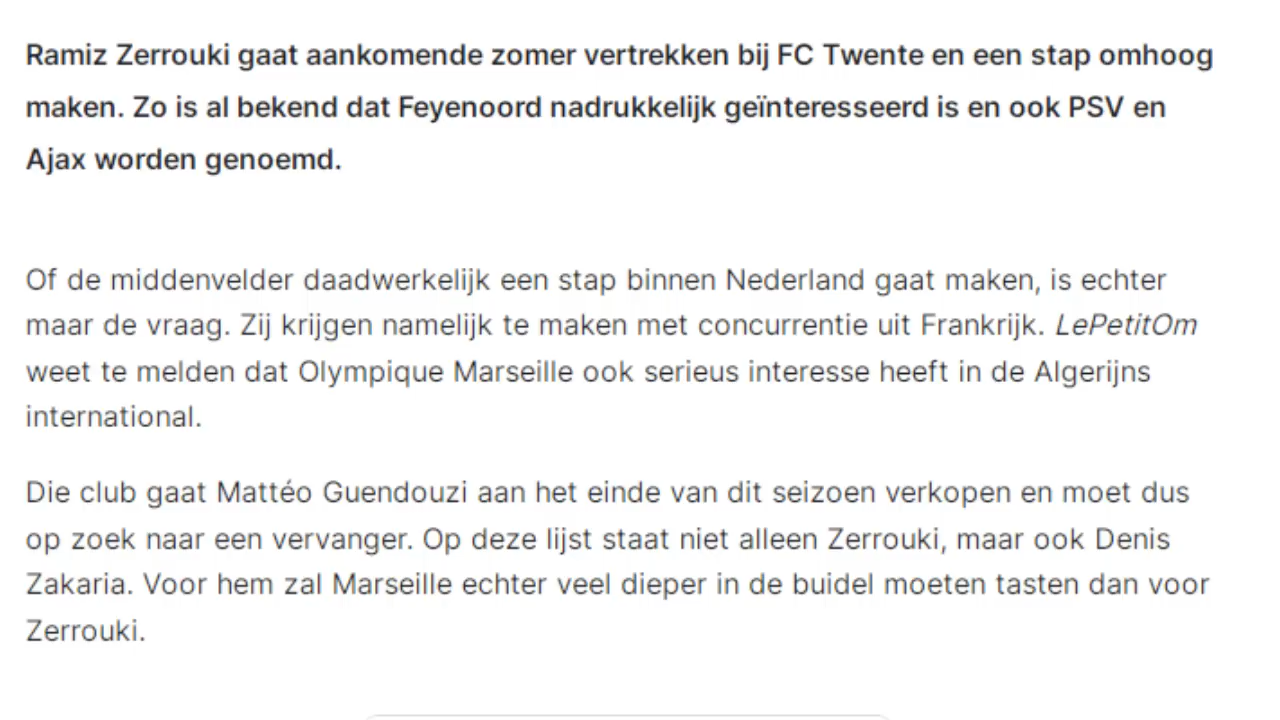 Ramiz Zerrouki gaat aankomende zomer vertrekken bij FC Twente en een stap omhoog
maken. Zo is al bekend dat Feyenoord nadrukkelijk geïnteresseerd is en ook PSV en
Ajax worden genoemd.
Of de middenvelder daadwerkelijk een stap binnen Nederland gaat maken, is echter
maar de vraag. Zij krijgen namelijk te maken met concurrentie uit Frankrijk. LePetitOm
weet te melden dat Olympique Marseille ook serieus interesse heeft in de Algerijns
international.
Die club gaat Mattéo Guendouzi aan het einde van dit seizoen verkopen en moet dus
op zoek naar een vervanger. Op deze lijst staat niet alleen Zerrouki, maar ook Denis
Zakaria. Voor hem zal Marseille echter veel dieper in de buidel moeten tasten dan voor
Zerrouki.